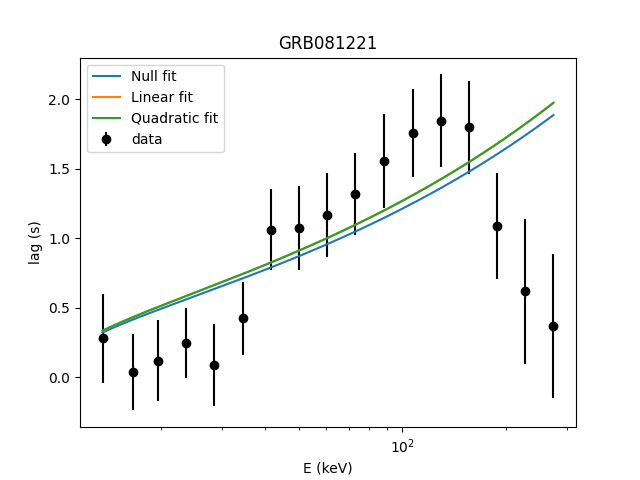 GRB081221
Null fit
Linear fit
Quadratic fit
data
2.0
1.5
1.0
0.5
0.0
lag (s)
10²
E (keV)